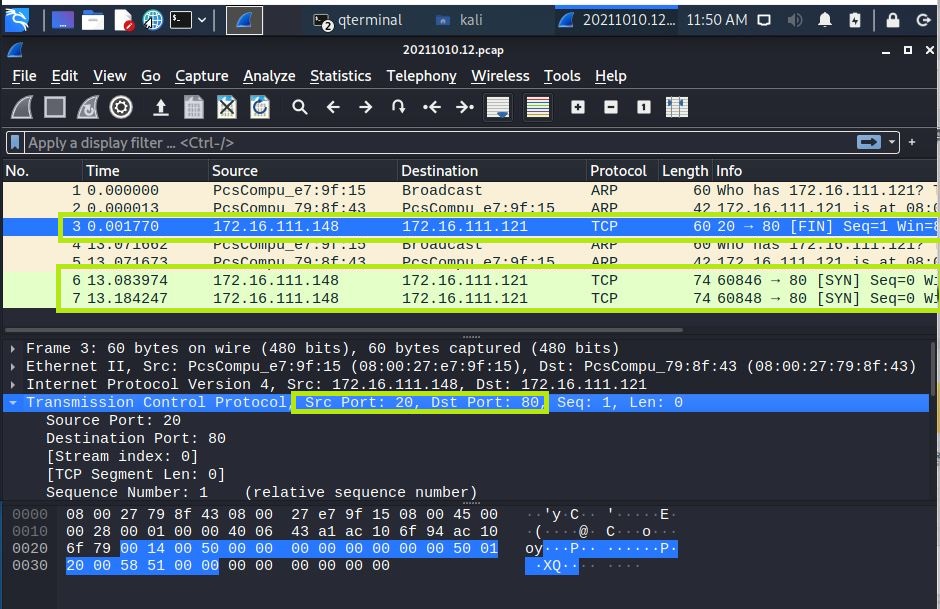 2 qterminal kali 20211010.12... 11:50 AM
20211010.12.pcap
File Edit View Go Capture Analyze Statistics Telephony Wireless Tools Help
Apply a display filter ... <Ctrl-/>
No. Time Source Destination Protocol Length Info
1 0.000000 PcsCompu_e7:9f:15 Broadcast ARP 60 Who has 172.16.111.121? T
2 0.000013 PcsCompu_79:8f:43 PcsCompu_e7:9f:15 ARP 42 172.16.111.121 is at 08:0
3 0.001770 172.16.111.148 172.16.111.121 TCP 60 20 → 80 [FIN] Seq=1 Win=8
4 13.071662 PcsCompu_e7:9f:15 Broadcast ARP 60 Who has 172.16.111.121?
5 13.071673 PcsCompu_79:8f:43 PcsCompu_e7:9f:15 ARP 42 172.16.111.121 is at 08:0
6 13.083974 172.16.111.148 172.16.111.121 TCP 74 60846 → 80 [SYN] Seq=0 Wi
7 13.184247 172.16.111.148 172.16.111.121 TCP 74 60848 → 80 [SYN] Seq=0 Wi
Frame 3: 60 bytes on wire (480 bits), 60 bytes captured (480 bits)
Ethernet II, Src: PcsCompu_e7:9f:15 (08:00:27:e7:9f:15), Dst: PcsCompu_79:8f:43 (08:00:27:79:8f:43)
Internet Protocol Version 4, Src: 172.16.111.148, Dst: 172.16.111.121
Transmission Control Protocol, Src Port: 20, Dst Port: 80, Seq: 1, Len: 0
Source Port: 20
Destination Port: 80
[Stream index: 0]
[TCP Segment Len: 0]
Sequence Number: 1 (relative sequence number)
0000 08 00 27 79 8f 43 08 00 27 e7 9f 15 08 00 45 00 ··'y·C·· '·····E·
0010 00 28 00 01 00 00 40 06 43 a1 ac 10 6f 94 ac 10 ·(····@· C···o···
0020 6f 79 00 14 00 50 00 00 00 00 00 00 00 00 50 01 oy···P·· ······P·
0030 20 00 58 51 00 00 00 00 00 00 00 00 ·XQ···· ····